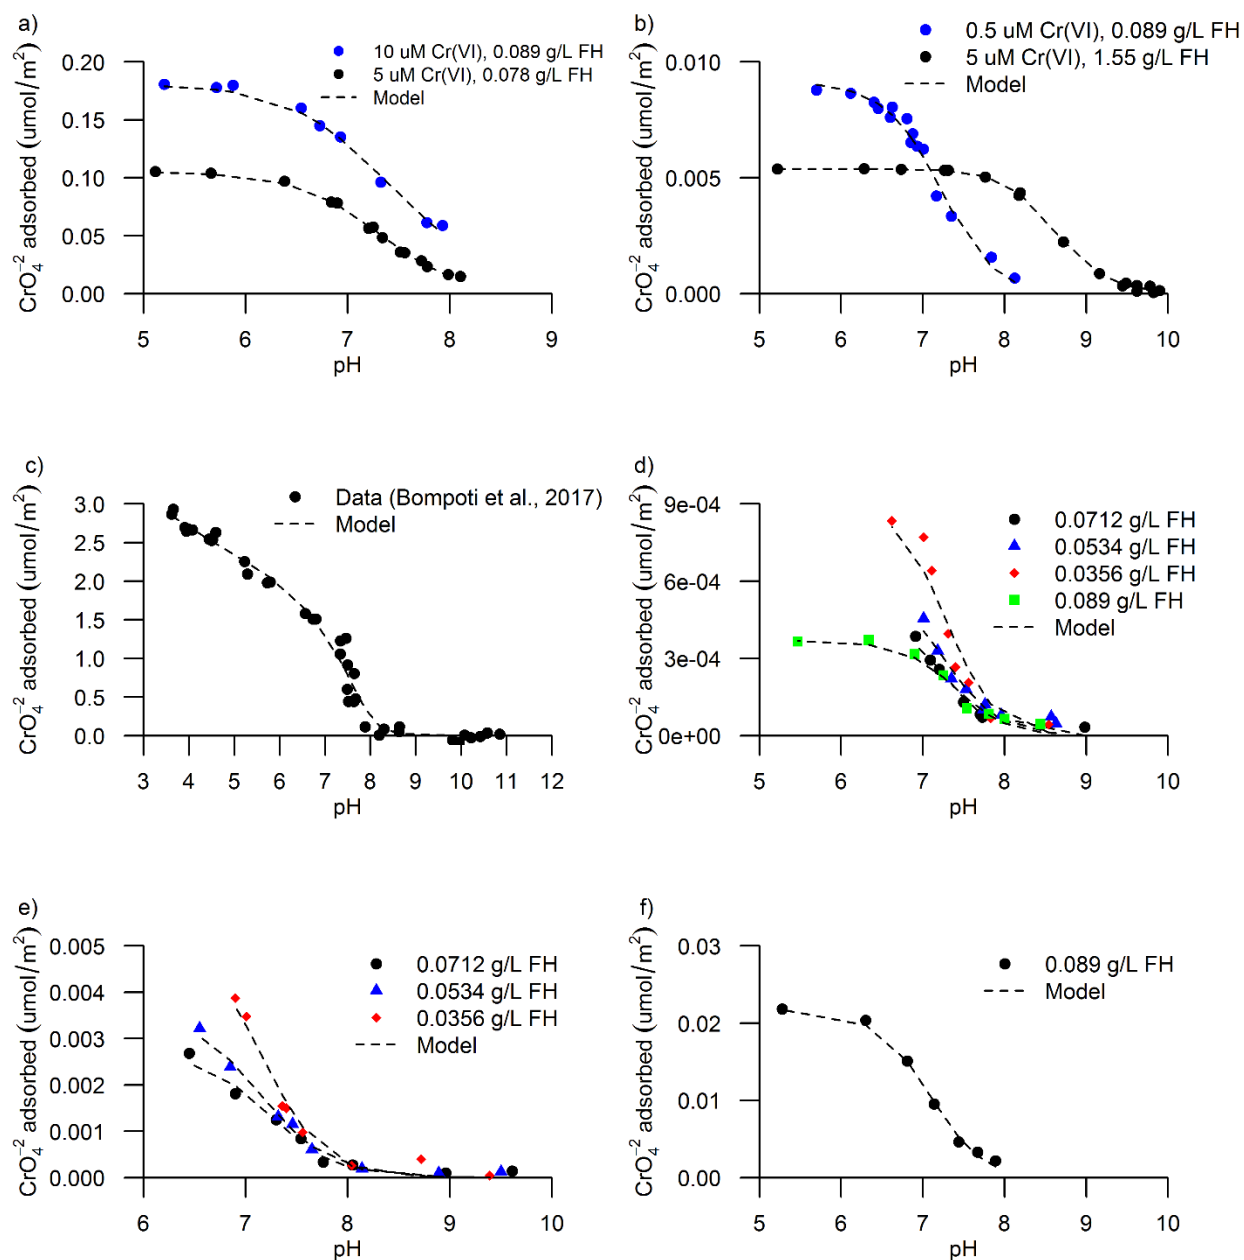 a)
10 uM Cr(VI), 0.089 g/L FH
5 uM Cr(VI), 0.078 g/L FH
Model
CrO₄⁻² adsorbed (umol/m²)
0.20
0.15
0.10
0.05
0.00
5 6 7 8 9
pH
b)
0.5 uM Cr(VI), 0.089 g/L FH
5 uM Cr(VI), 1.55 g/L FH
Model
CrO₄⁻² adsorbed (umol/m²)
0.010
0.005
0.000
5 6 7 8 9 10
pH
c)
Data (Bompoti et al., 2017)
Model
CrO₄⁻² adsorbed (umol/m²)
3.0
2.5
2.0
1.5
1.0
0.5
0.0
3 4 5 6 7 8 9 10 11 12
pH
d)
0.0712 g/L FH
0.0534 g/L FH
0.0356 g/L FH
0.089 g/L FH
Model
CrO₄⁻² adsorbed (umol/m²)
9e-04
6e-04
3e-04
0e+00
5 6 7 8 9 10
pH
e)
0.0712 g/L FH
0.0534 g/L FH
0.0356 g/L FH
Model
CrO₄⁻² adsorbed (umol/m²)
0.005
0.004
0.003
0.002
0.001
0.000
6 7 8 9 10
pH
f)
0.089 g/L FH
Model
CrO₄⁻² adsorbed (umol/m²)
0.03
0.02
0.01
0.00
5 6 7 8 9 10
pH